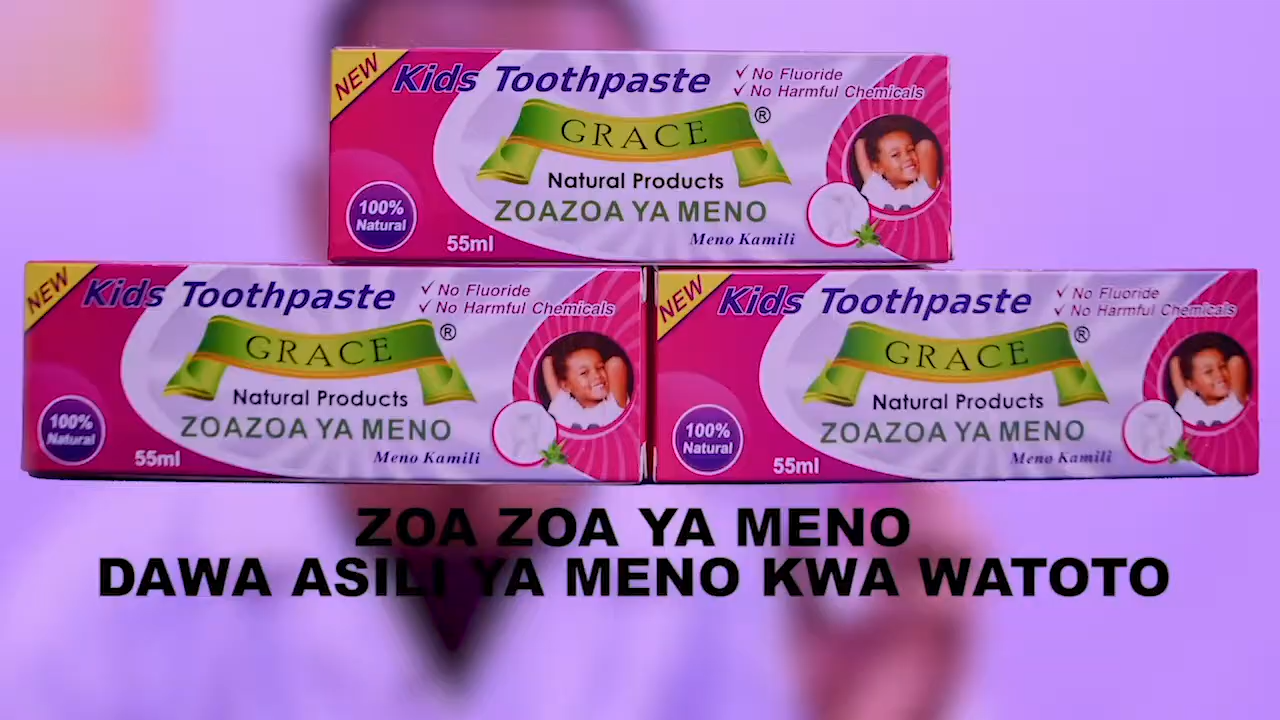 NEW
Kids Toothpaste
✓ No Fluoride
✓ No Harmful Chemicals
GRACE ®
Natural Products
ZOAZOA YA MENO
Meno Kamili
100% Natural
55ml
NEW
Kids Toothpaste
✓ No Fluoride
✓ No Harmful Chemicals
GRACE ®
Natural Products
ZOAZOA YA MENO
Meno Kamili
100% Natural
55ml
NEW
Kids Toothpaste
✓ No Fluoride
✓ No Harmful Chemicals
GRACE ®
Natural Products
ZOAZOA YA MENO
Meno Kamili
100% Natural
55ml
ZOA ZOA YA MENO
DAWA ASILI YA MENO KWA WATOTO